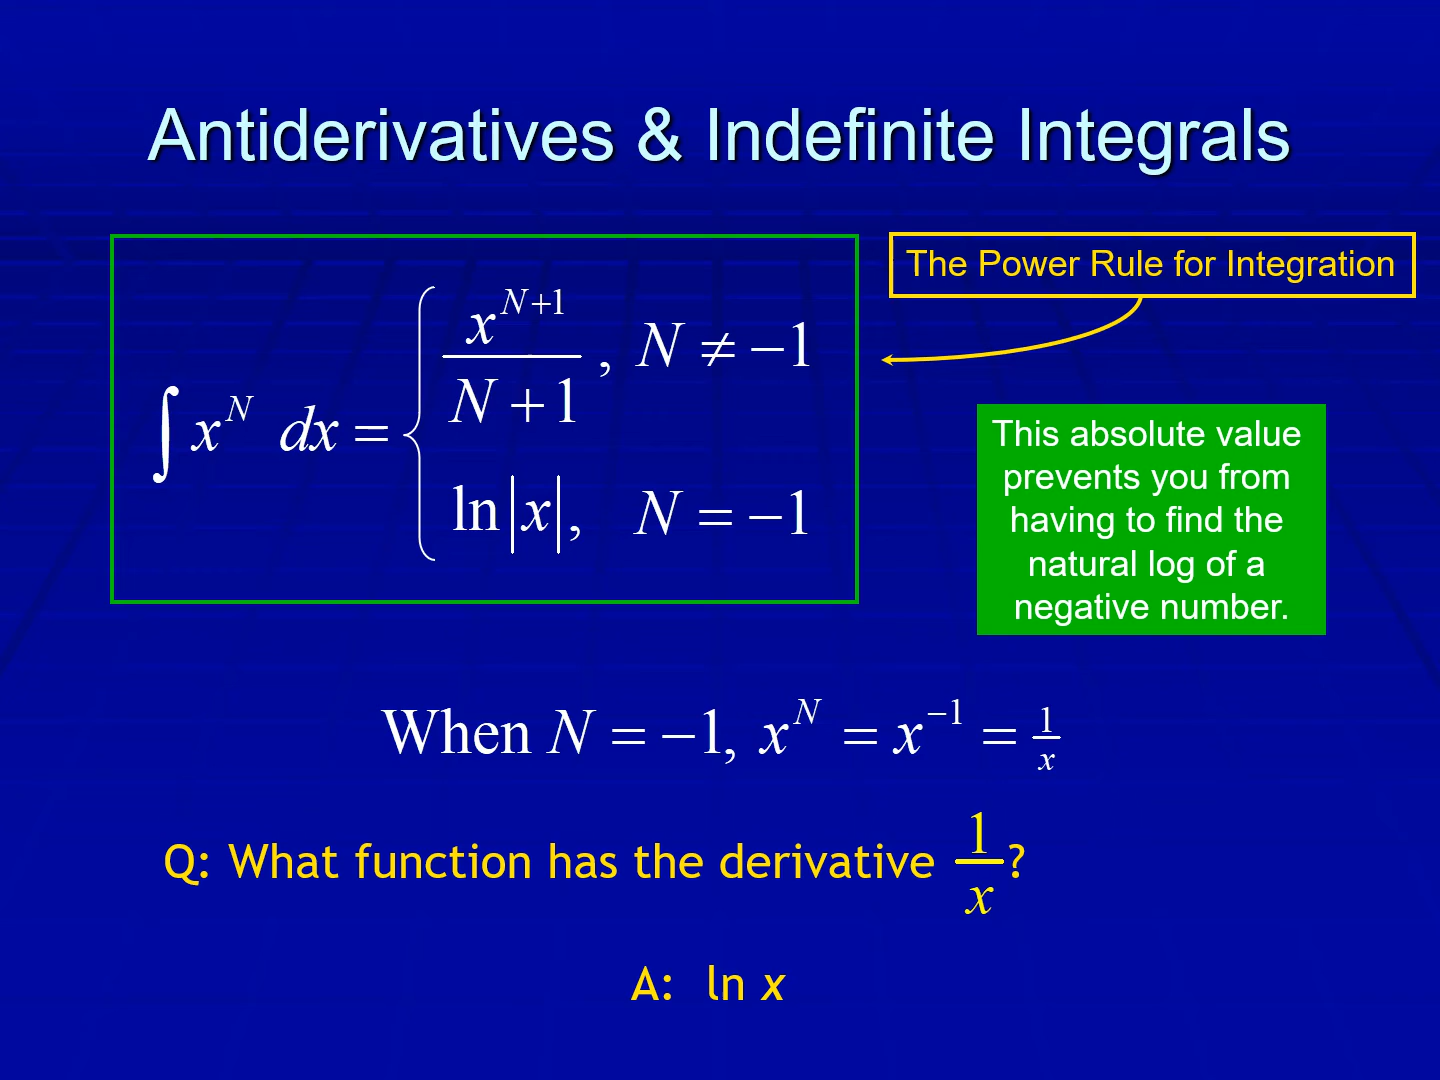 Antiderivatives & Indefinite Integrals
The Power Rule for Integration
∫ x^N dx = { x^(N+1) / (N+1), N ≠ −1
ln|x|, N = −1
This absolute value
prevents you from
having to find the
natural log of a
negative number.
When N = −1, x^N = x^−1 = 1/x
Q: What function has the derivative 1/x ?
A: ln x